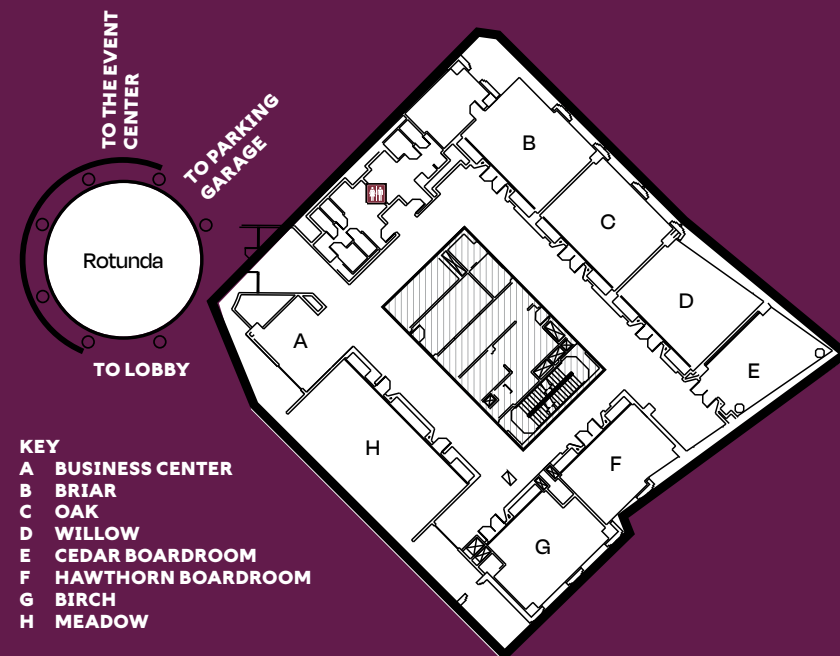 TO THE EVENT
CENTER
TO PARKING
GARAGE
Rotunda
TO LOBBY
B
C
D
E
A
H
F
G
KEY
A BUSINESS CENTER
B BRIAR
C OAK
D WILLOW
E CEDAR BOARDROOM
F HAWTHORN BOARDROOM
G BIRCH
H MEADOW